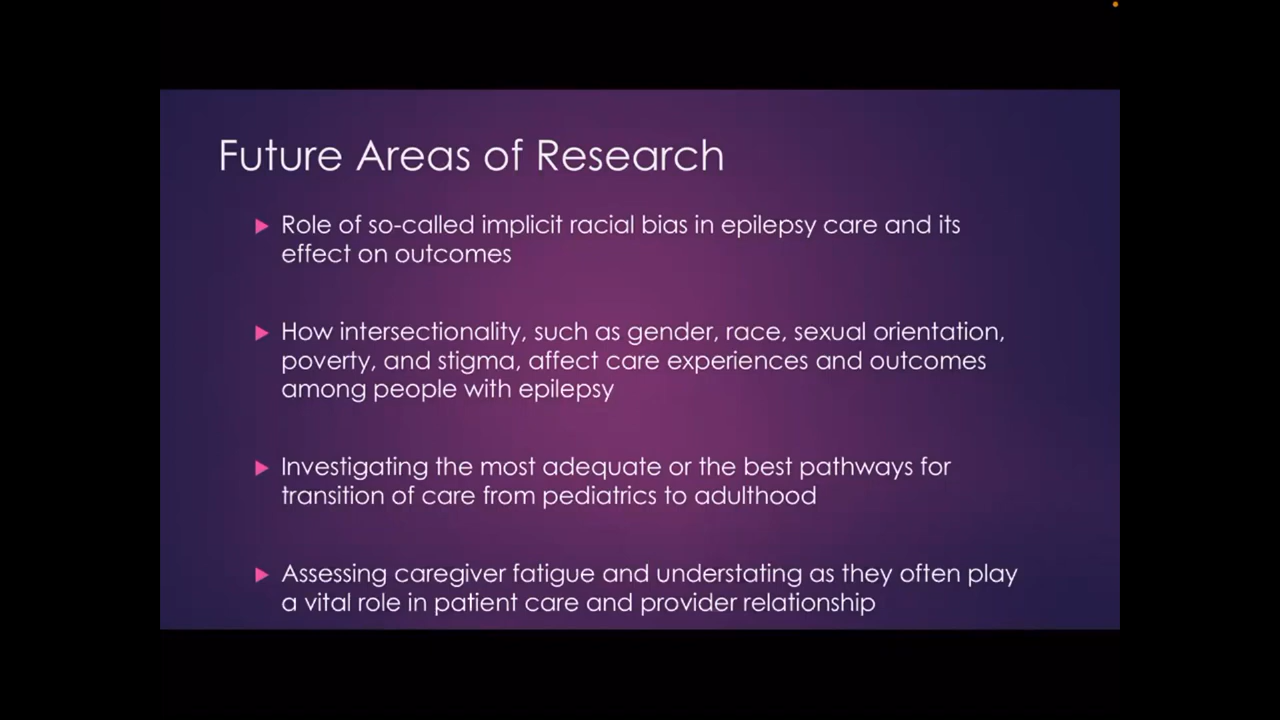 Future Areas of Research
Role of so-called implicit racial bias in epilepsy care and its
effect on outcomes
How intersectionality, such as gender, race, sexual orientation,
poverty, and stigma, affect care experiences and outcomes
among people with epilepsy
Investigating the most adequate or the best pathways for
transition of care from pediatrics to adulthood
Assessing caregiver fatigue and understating as they often play
a vital role in patient care and provider relationship